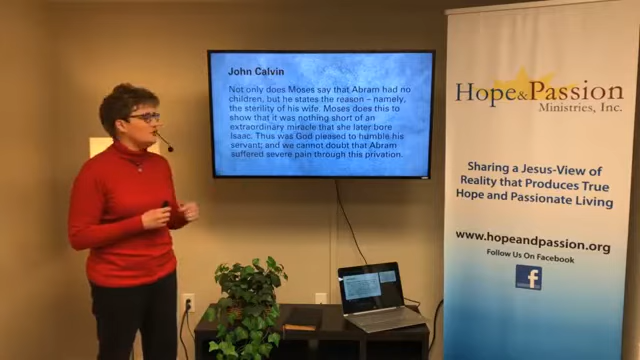 John Calvin
Not only does Moses say that Abram had no
children, but he states the reason – namely,
the sterility of his wife. Moses does this to
show that it was nothing short of an
extraordinary miracle that she later bore
Isaac. Thus was God pleased to humble his
servant; and we cannot doubt that Abram
suffered severe pain through this privation.
Hope&Passion
Ministries, Inc.
Sharing a Jesus-View of
Reality that Produces True
Hope and Passionate Living
www.hopeandpassion.org
Follow Us On Facebook
f